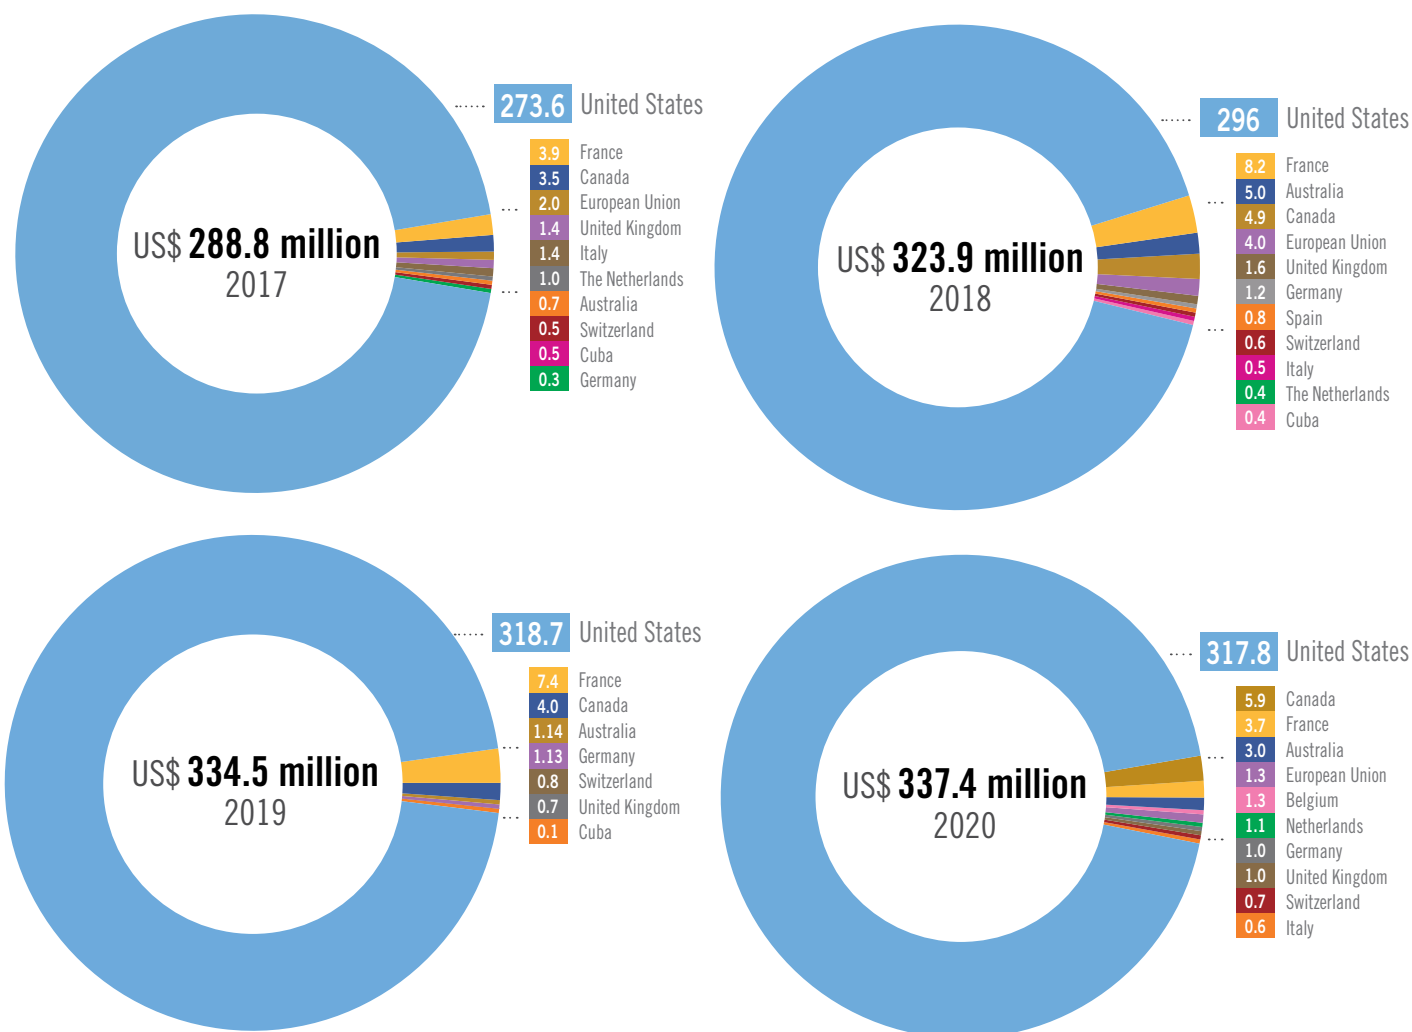 US$ 288.8 million
2017
273.6 United States
3.9 France
3.5 Canada
2.0 European Union
1.4 United Kingdom
1.4 Italy
1.0 The Netherlands
0.7 Australia
0.5 Switzerland
0.5 Cuba
0.3 Germany
US$ 323.9 million
2018
296 United States
8.2 France
5.0 Australia
4.9 Canada
4.0 European Union
1.6 United Kingdom
1.2 Germany
0.8 Spain
0.6 Switzerland
0.5 Italy
0.4 The Netherlands
0.4 Cuba
US$ 334.5 million
2019
318.7 United States
7.4 France
4.0 Canada
1.14 Australia
1.13 Germany
0.8 Switzerland
0.7 United Kingdom
0.1 Cuba
US$ 337.4 million
2020
317.8 United States
5.9 Canada
3.7 France
3.0 Australia
1.3 European Union
1.3 Belgium
1.1 Netherlands
1.0 Germany
1.0 United Kingdom
0.7 Switzerland
0.6 Italy